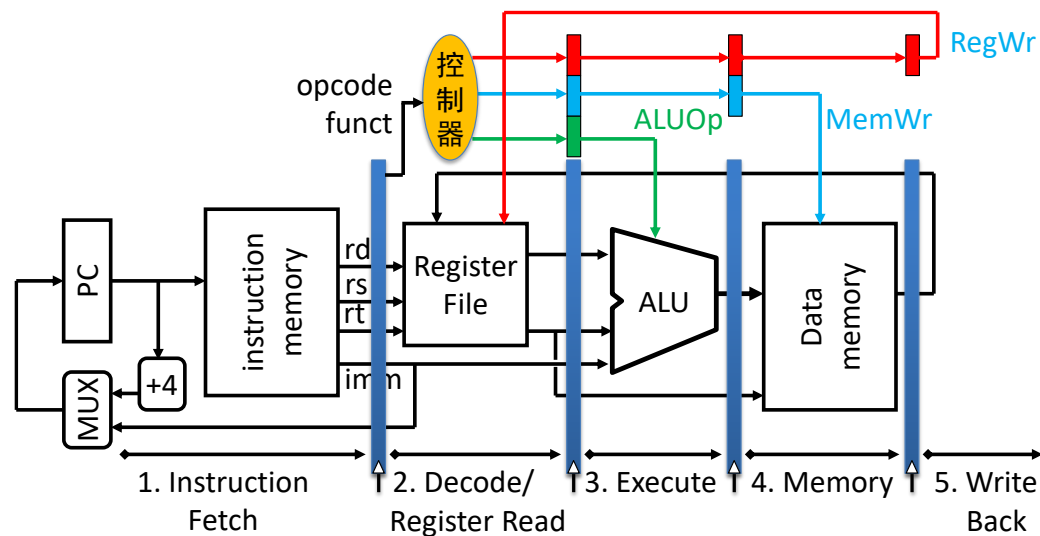 RegWr
控制器
opcode
funct
ALUOp
MemWr
PC
instruction
memory
rd
rs
rt
imm
Register
File
ALU
Data
memory
+4
MUX
1. Instruction
Fetch
2. Decode/
Register Read
3. Execute
4. Memory
5. Write
Back